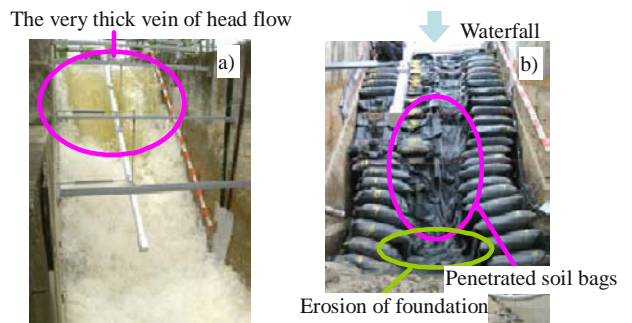 The very thick vein of head flow
a)
Waterfall
b)
Penetrated soil bags
Erosion of foundation